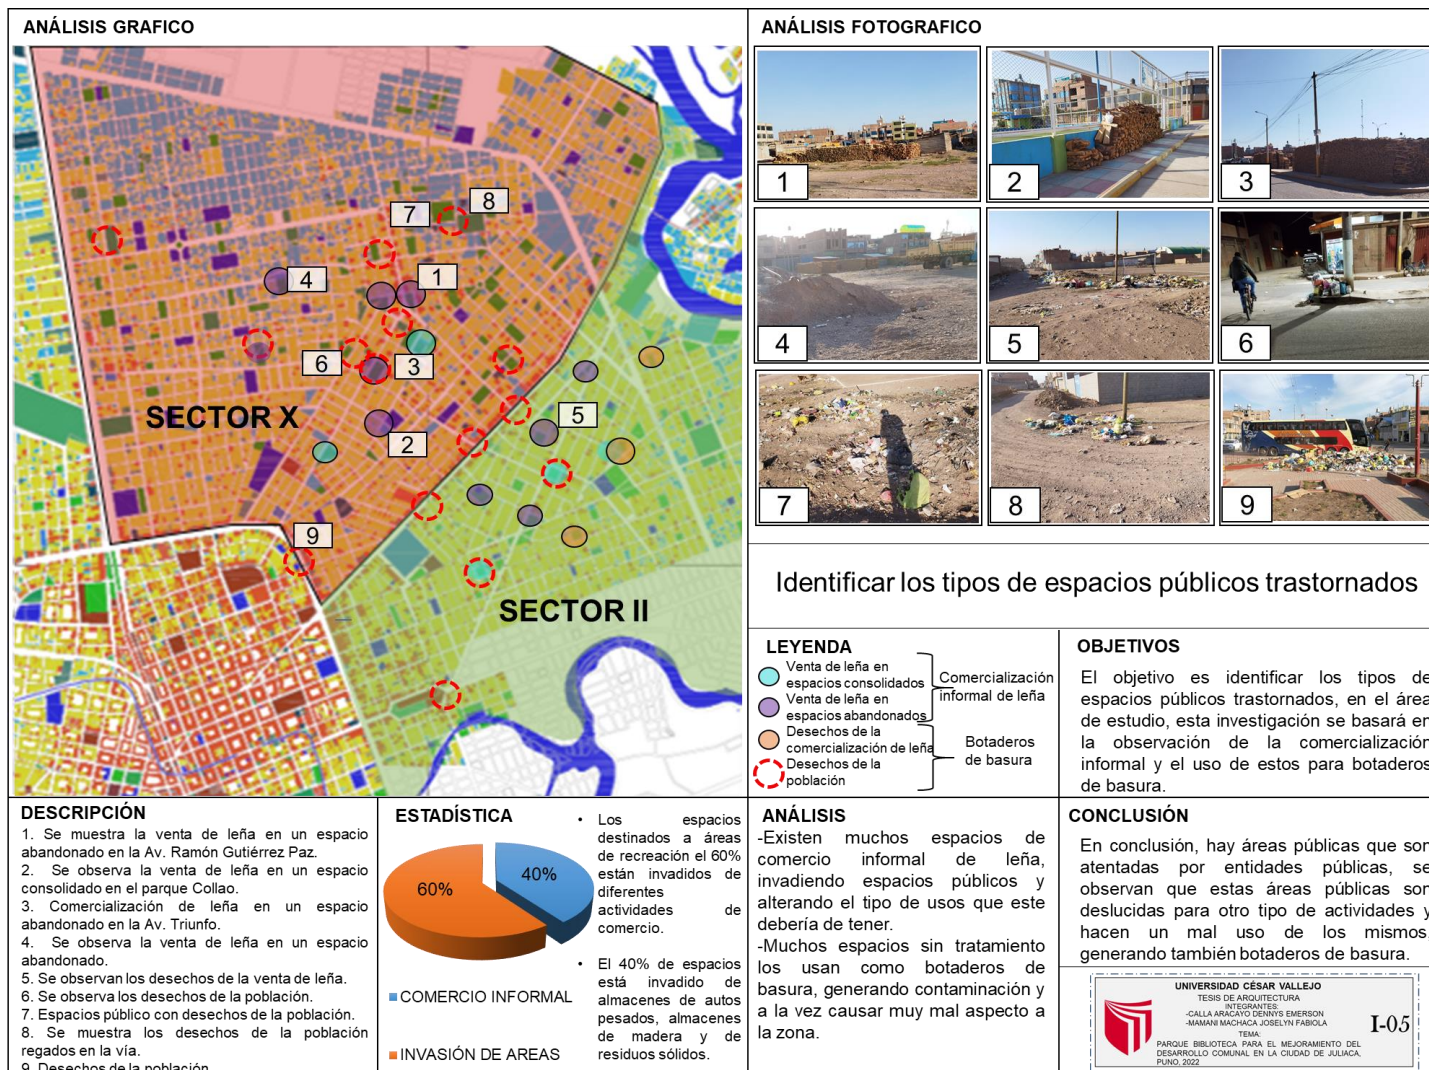 ANÁLISIS GRAFICO
7
8
4
1
6
3
5
2
9
SECTOR X
SECTOR II
ANÁLISIS FOTOGRAFICO
1
2
3
4
5
6
7
8
9
Identificar los tipos de espacios públicos trastornados
LEYENDA
Venta de leña en
espacios consolidados
Venta de leña en
espacios abandonados
Comercialización
informal de leña
Desechos de la
comercialización de leña
Desechos de la
población
Botaderos
de basura
OBJETIVOS
El objetivo es identificar los tipos de
espacios públicos trastornados, en el área
de estudio, esta investigación se basará en
la observación de la comercialización
informal y el uso de estos para botaderos
de basura.
DESCRIPCIÓN
1. Se muestra la venta de leña en un espacio
abandonado en la Av. Ramón Gutiérrez Paz.
2. Se observa la venta de leña en un espacio
consolidado en el parque Collao.
3. Comercialización de leña en un espacio
abandonado en la Av. Triunfo.
4. Se observa la venta de leña en un espacio
abandonado.
5. Se observan los desechos de la venta de leña.
6. Se observa los desechos de la población.
7. Espacios público con desechos de la población.
8. Se muestra los desechos de la población
regados en la vía.
9. Desechos de la población
ESTADÍSTICA
60%
40%
COMERCIO INFORMAL
INVASIÓN DE AREAS
• Los espacios
destinados a áreas
de recreación el 60%
están invadidos de
diferentes
actividades de
comercio.
• El 40% de espacios
está invadido de
almacenes de autos
pesados, almacenes
de madera y de
residuos sólidos.
ANÁLISIS
-Existen muchos espacios de
comercio informal de leña,
invadiendo espacios públicos y
alterando el tipo de usos que este
debería de tener.
-Muchos espacios sin tratamiento
los usan como botaderos de
basura, generando contaminación y
a la vez causar muy mal aspecto a
la zona.
CONCLUSIÓN
En conclusión, hay áreas públicas que son
atentadas por entidades públicas, se
observan que estas áreas públicas son
deslucidas para otro tipo de actividades y
hacen un mal uso de los mismos,
generando también botaderos de basura.
UNIVERSIDAD CÉSAR VALLEJO
TESIS DE ARQUITECTURA
INTEGRANTES:
-CALLA ARACAYO DENNYS EMERSON
-MAMANI MACHACA JOSELYN FABIOLA
TEMA:
PARQUE BIBLIOTECA PARA EL MEJORAMIENTO DEL
DESARROLLO COMUNAL EN LA CIUDAD DE JULIACA,
PUNO, 2022
I-05